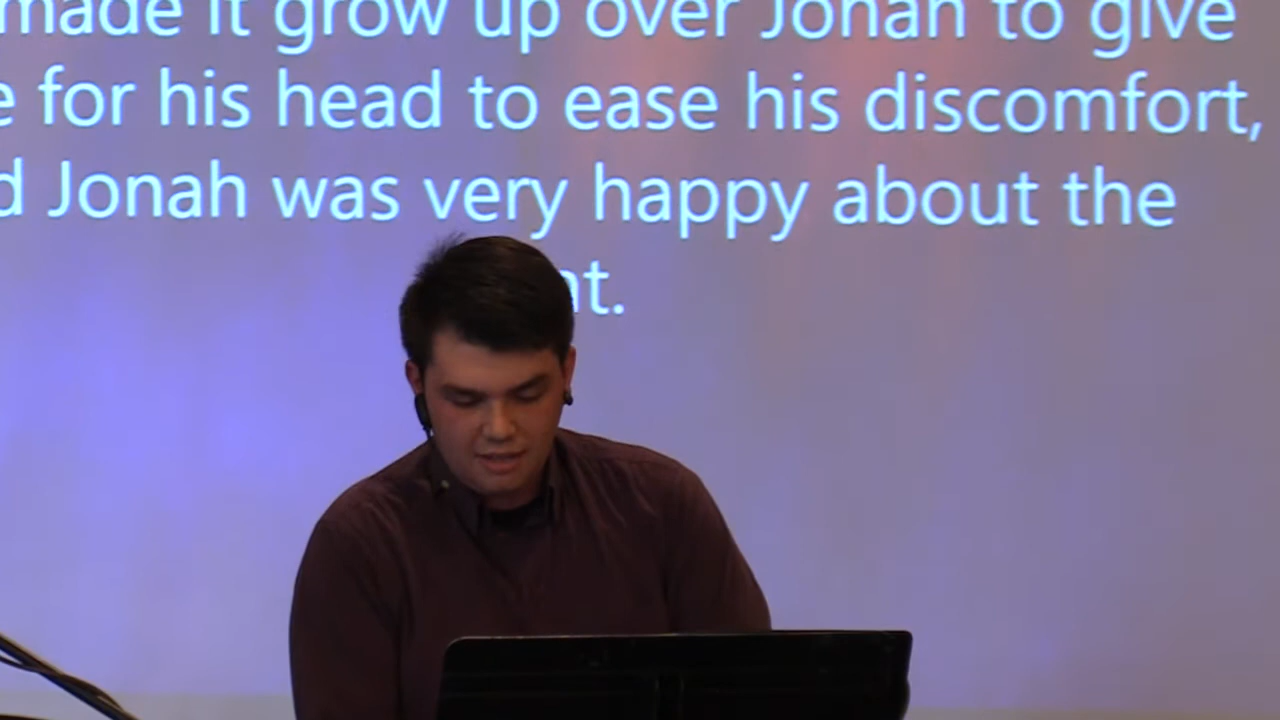 made it grow up over Jonah to give
e for his head to ease his discomfort,
d Jonah was very happy about the
nt.